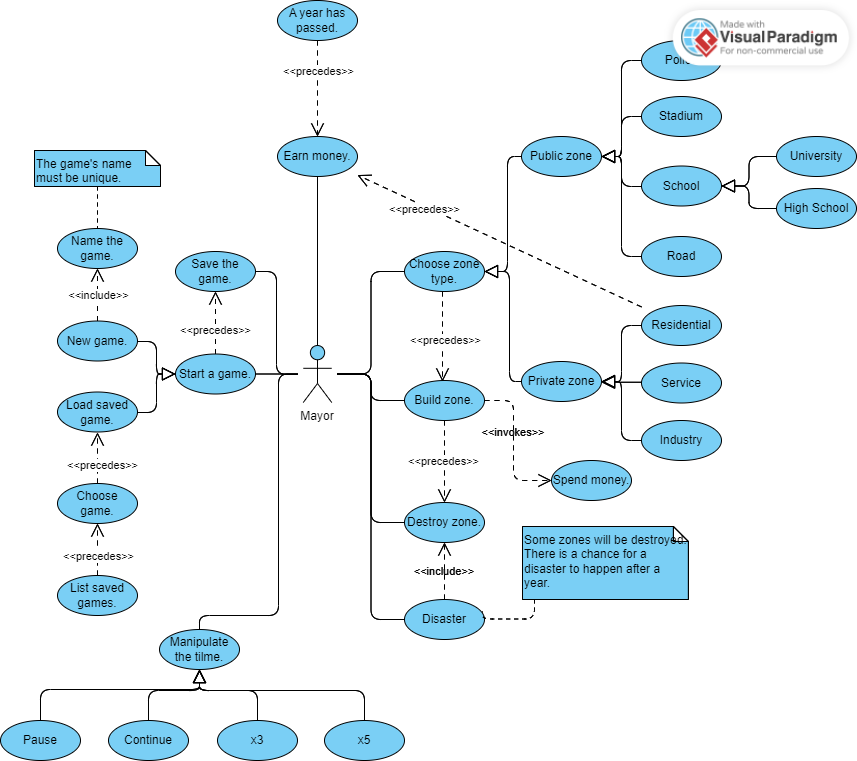 A year has
passed.
Made with
VisualParadigm
For non-commercial use
<<precedes>>
Stadium
Earn money.
Public zone
University
The game's name
must be unique.
School
High School
<<precedes>>
Name the
game.
Save the
game.
Choose zone
type.
Road
<<include>>
<<precedes>>
<<precedes>>
Residential
New game.
Start a game.
Private zone
Service
Mayor
Build zone.
Load saved
game.
<<invokes>>
Industry
<<precedes>>
<<precedes>>
Spend money.
Choose
game.
Destroy zone.
<<precedes>>
Some zones will be destroyed.
There is a chance for a
disaster to happen after a
year.
<<include>>
List saved
games.
Disaster
Manipulate
the tilme.
Pause
Continue
x3
x5